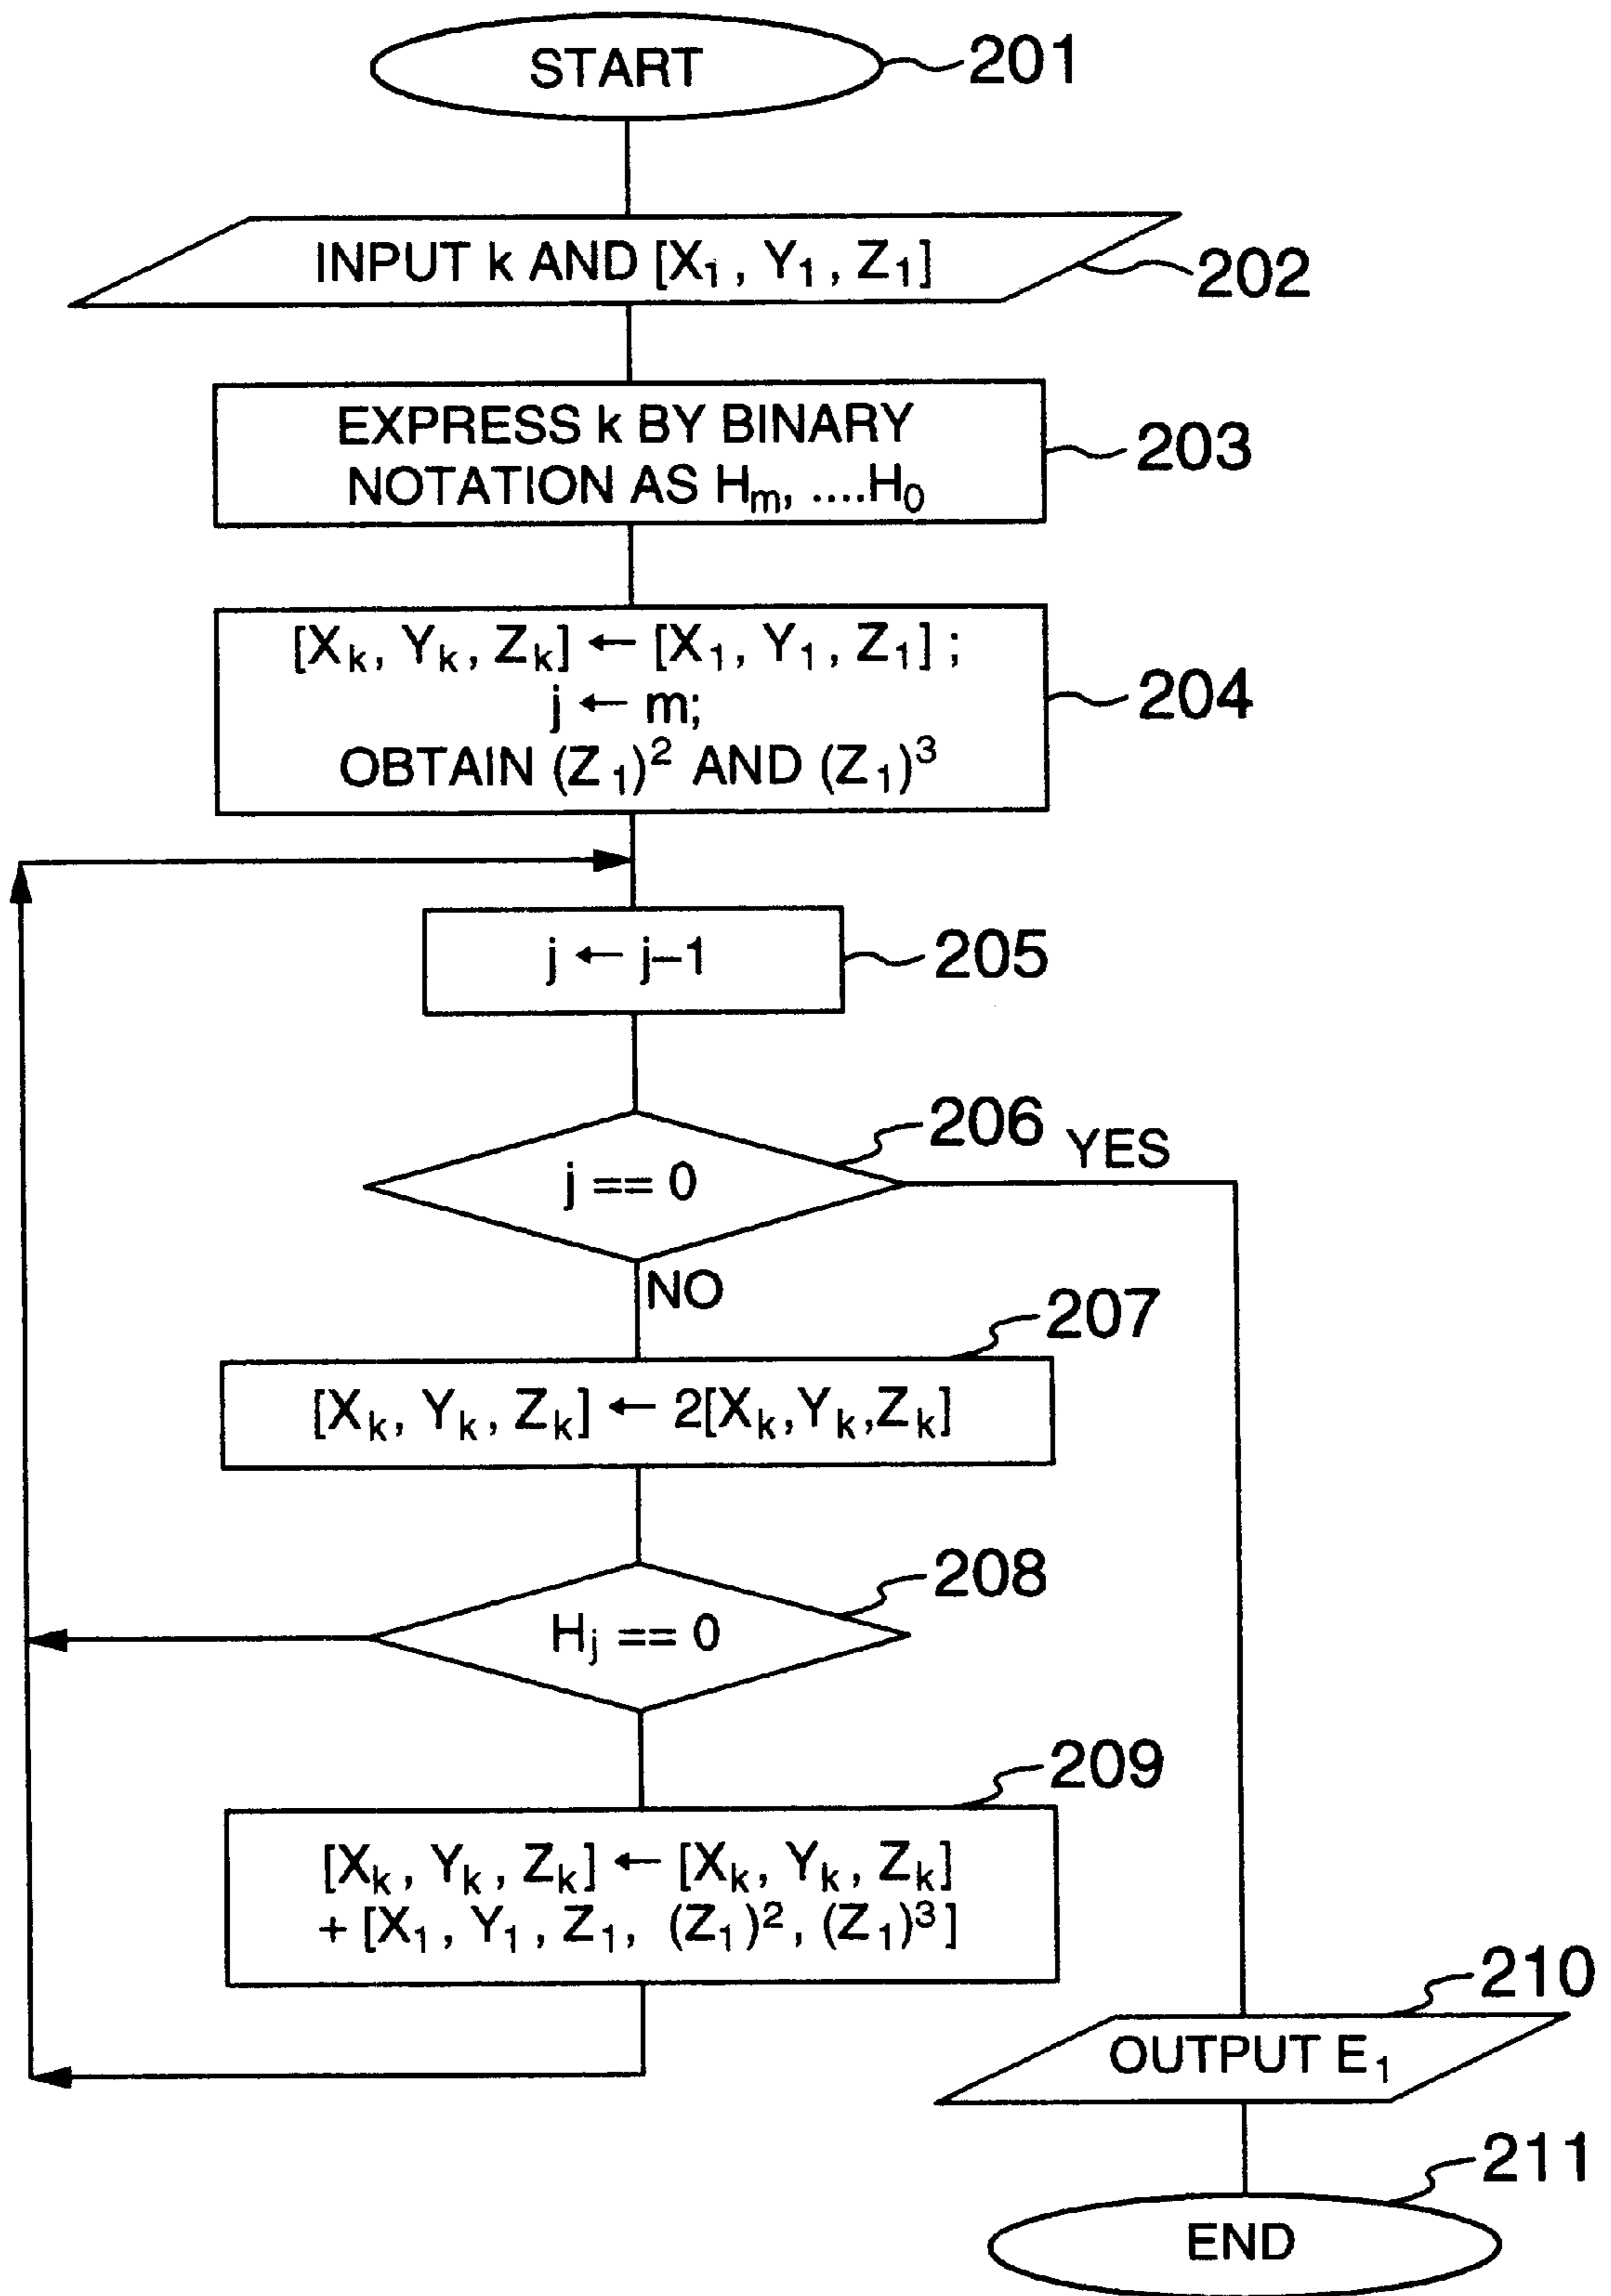 START
201
INPUT k AND [X₁, Y₁, Z₁]
202
EXPRESS k BY BINARY
NOTATION AS Hₘ, ....H₀
203
[Xₖ, Yₖ, Zₖ] ← [X₁, Y₁, Z₁] ;
j ← m;
OBTAIN (Z₁)² AND (Z₁)³
204
j ← j–1
205
206
YES
j == 0
NO
207
[Xₖ, Yₖ, Zₖ] ← 2[Xₖ,Yₖ,Zₖ]
208
Hⱼ == 0
209
[Xₖ, Yₖ, Zₖ] ← [Xₖ, Yₖ, Zₖ]
+ [X₁, Y₁, Z₁, (Z₁)², (Z₁)³]
210
OUTPUT E₁
211
END